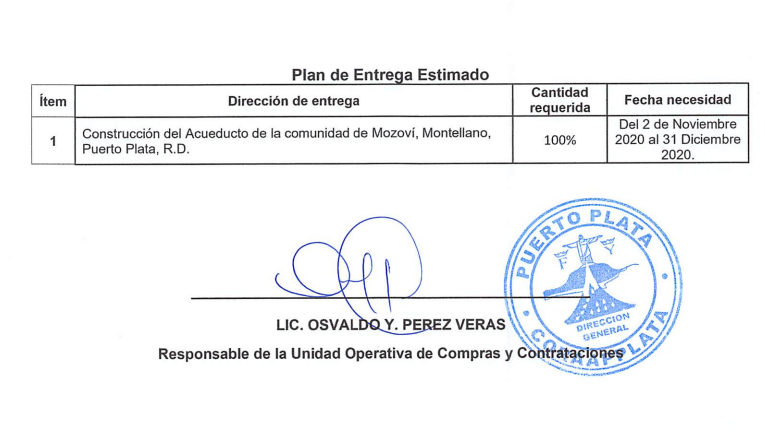 Plan de Entrega Estimado
Ítem
Dirección de entrega
Cantidad
requerida
Fecha necesidad
1
Construcción del Acueducto de la comunidad de Mozoví, Montellano,
Puerto Plata, R.D.
100%
Del 2 de Noviembre
2020 al 31 Diciembre
2020.
PUERTO PLATA
DIRECCION
GENERAL
CORAAPPLATA
LIC. OSVALDO Y. PEREZ VERAS
Responsable de la Unidad Operativa de Compras y Contrataciones